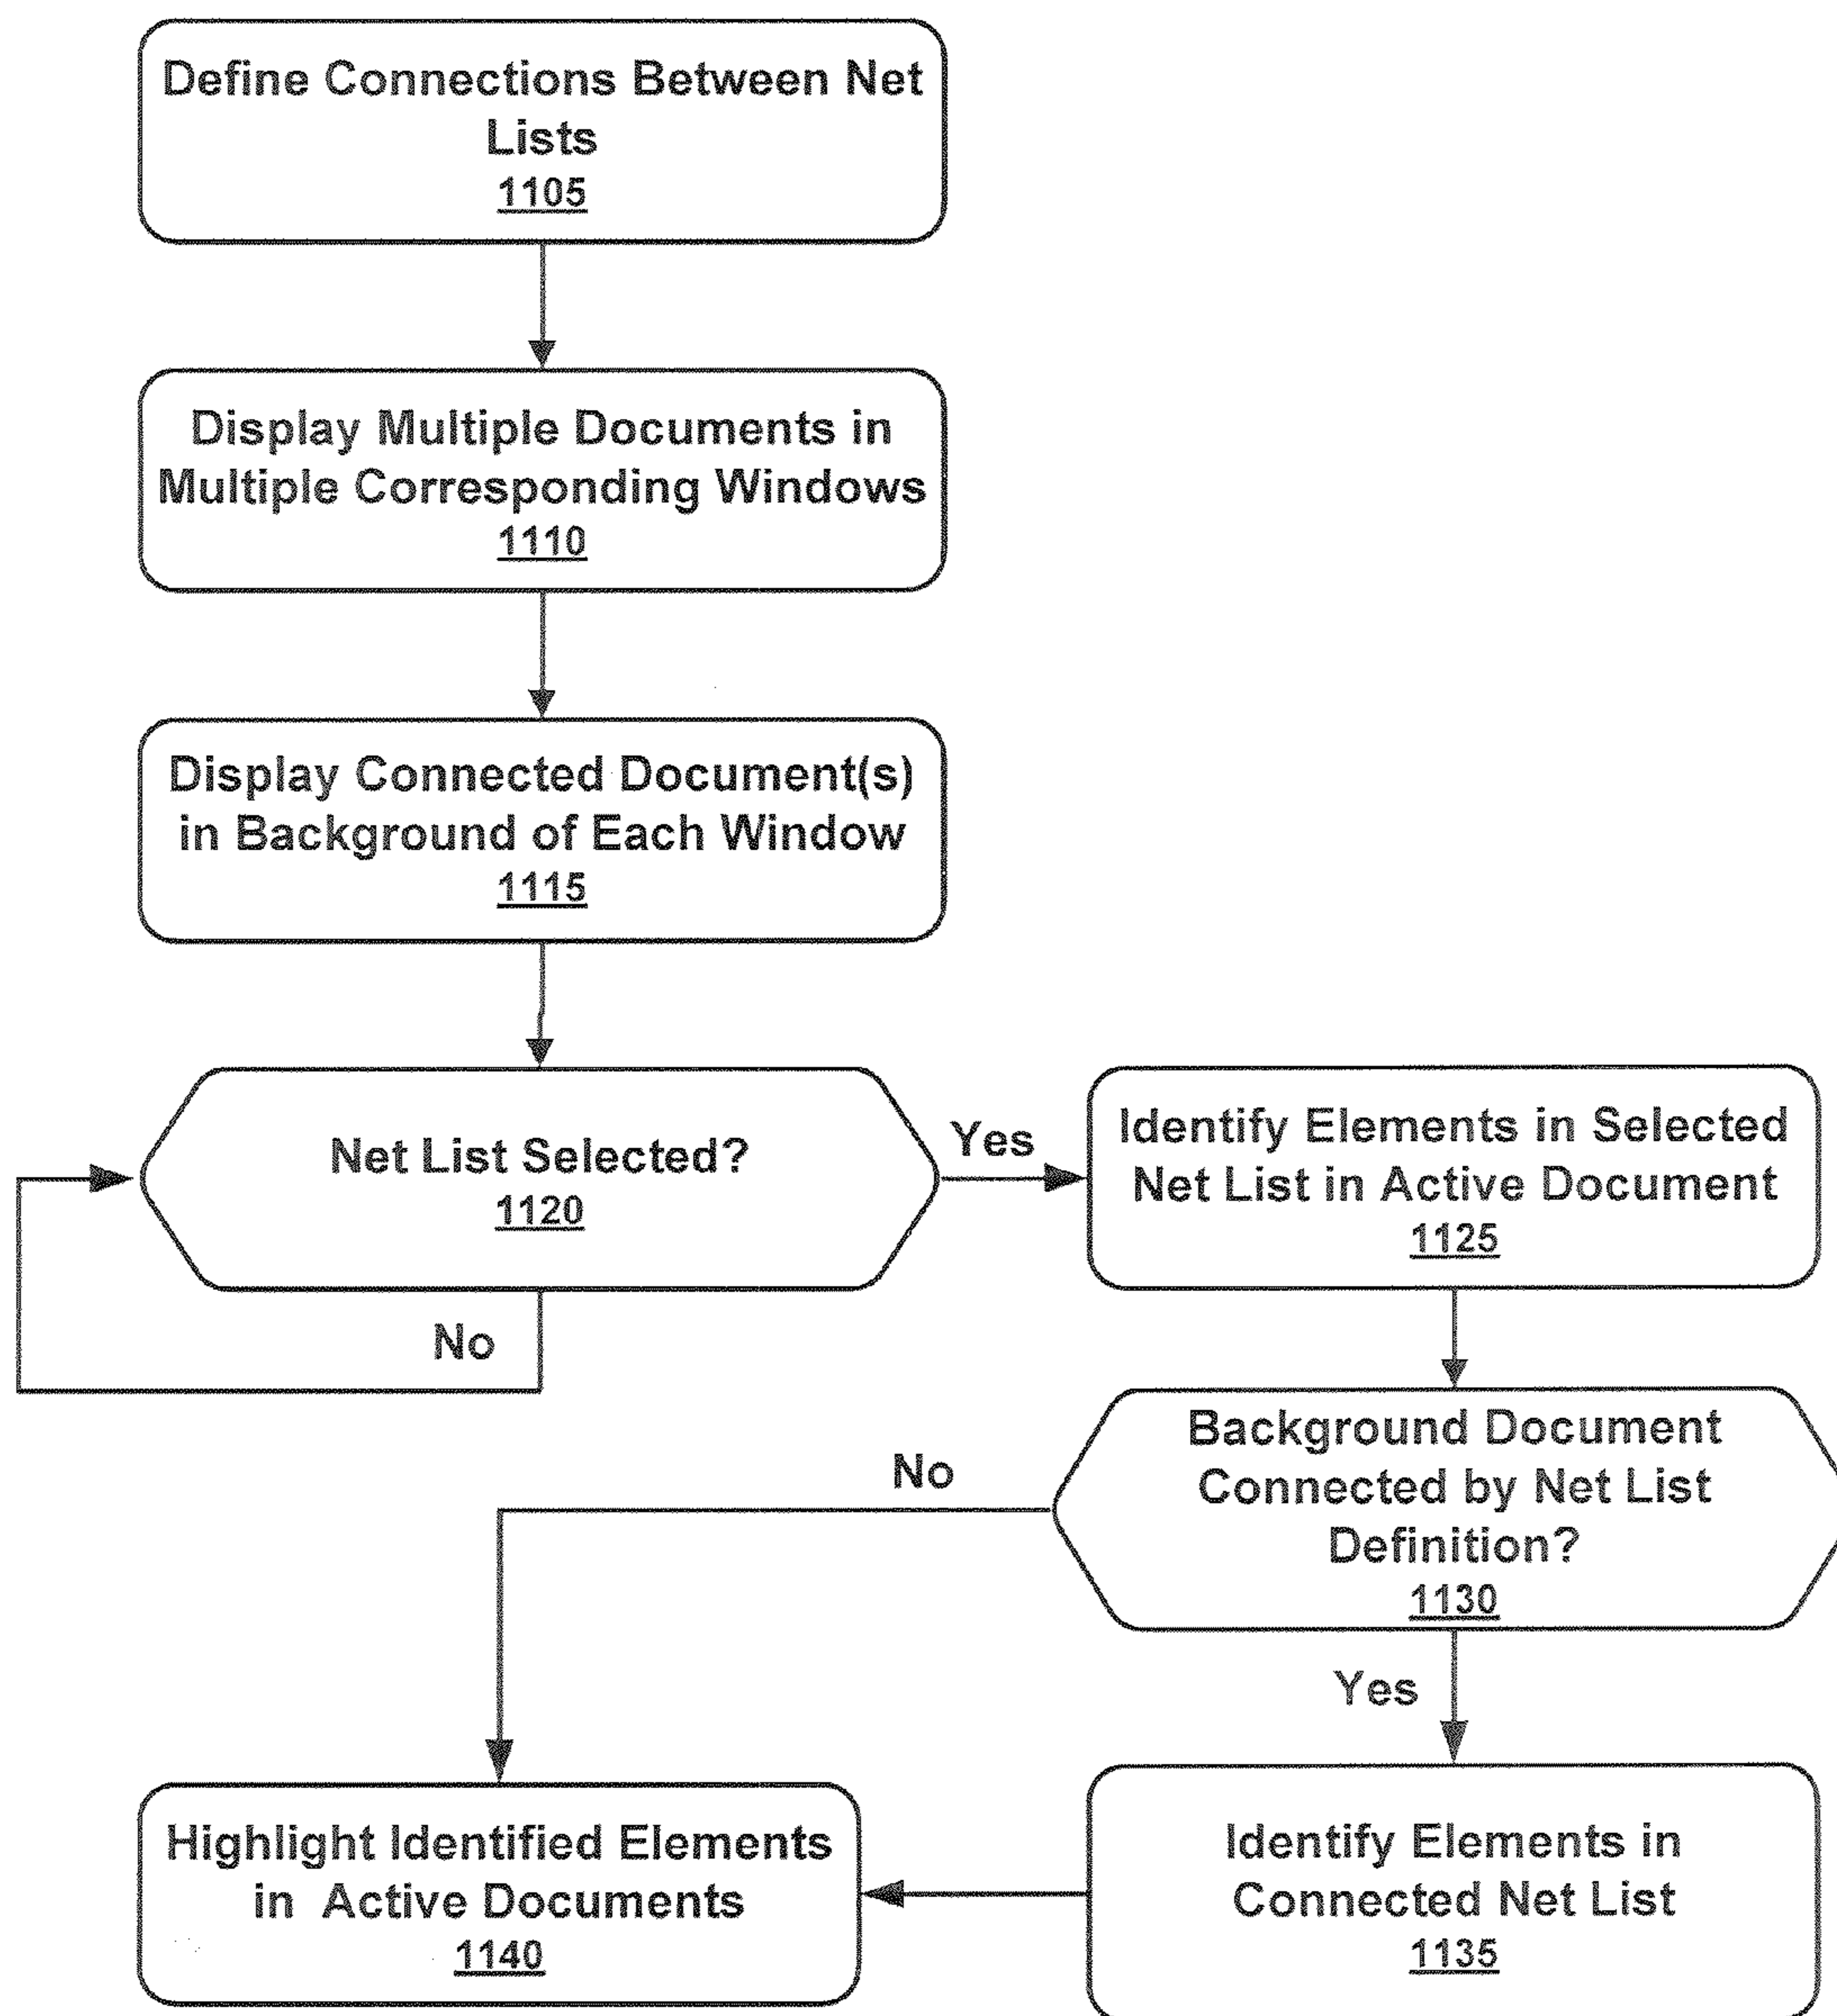 Define Connections Between Net
Lists
1105
Display Multiple Documents in
Multiple Corresponding Windows
1110
Display Connected Document(s)
in Background of Each Window
1115
Net List Selected?
1120
Yes
No
Identify Elements in Selected
Net List in Active Document
1125
Background Document
Connected by Net List
Definition?
1130
No
Yes
Identify Elements in
Connected Net List
1135
Highlight Identified Elements
in Active Documents
1140